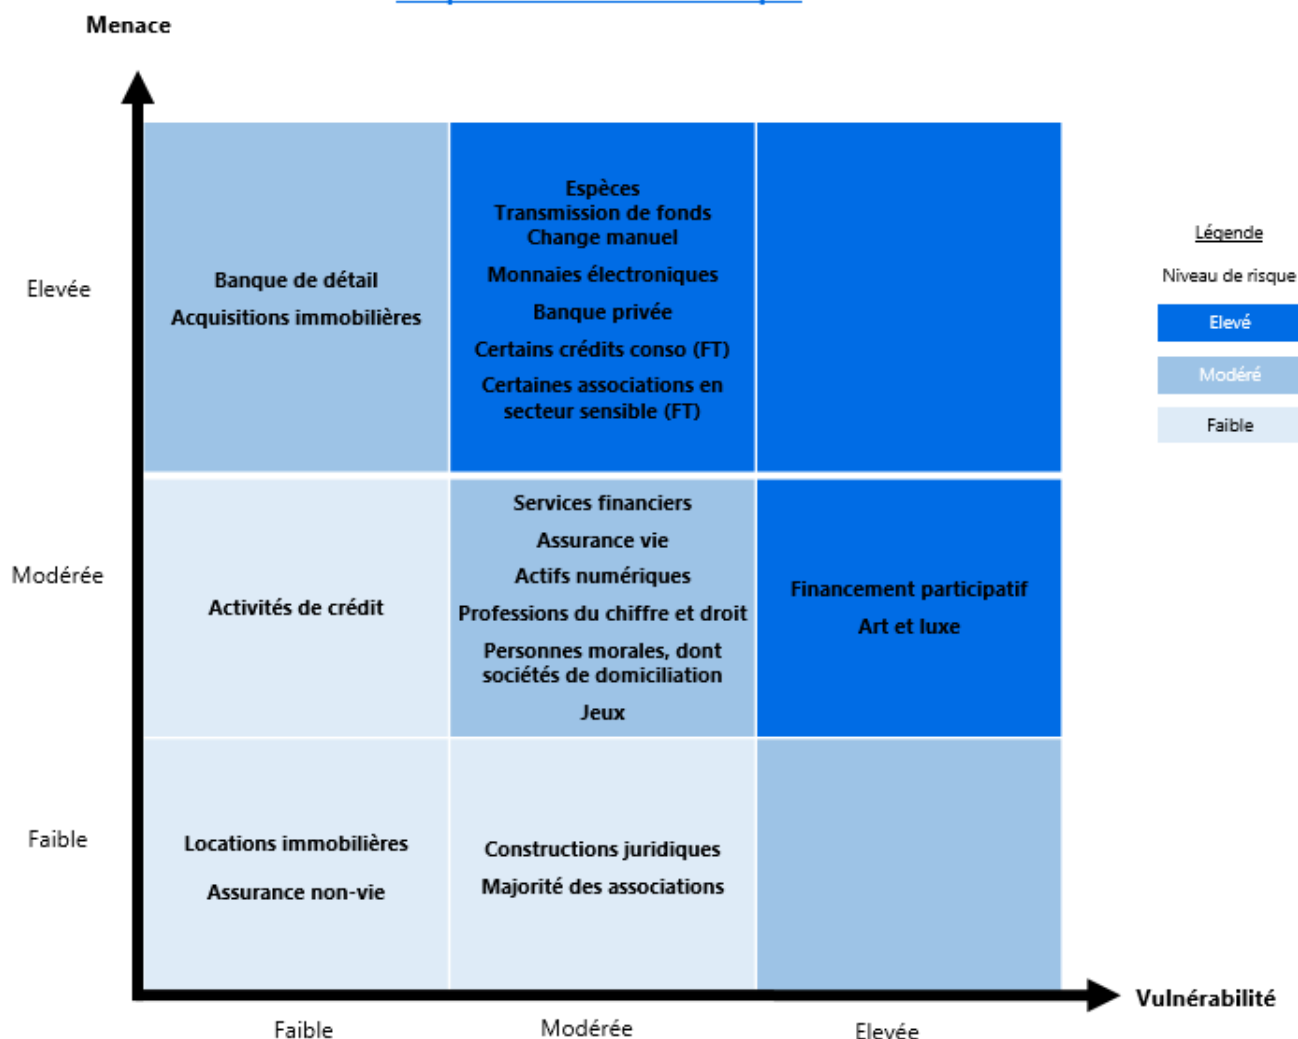 Menace
Elevée
Banque de détail
Acquisitions immobilières
Espèces
Transmission de fonds
Change manuel
Monnaies électroniques
Banque privée
Certains crédits conso (FT)
Certaines associations en
secteur sensible (FT)
Légende
Niveau de risque
Elevé
Modéré
Faible
Modérée
Activités de crédit
Services financiers
Assurance vie
Actifs numériques
Professions du chiffre et droit
Personnes morales, dont
sociétés de domiciliation
Jeux
Financement participatif
Art et luxe
Faible
Locations immobilières
Assurance non-vie
Constructions juridiques
Majorité des associations
Vulnérabilité
Faible
Modérée
Elevée